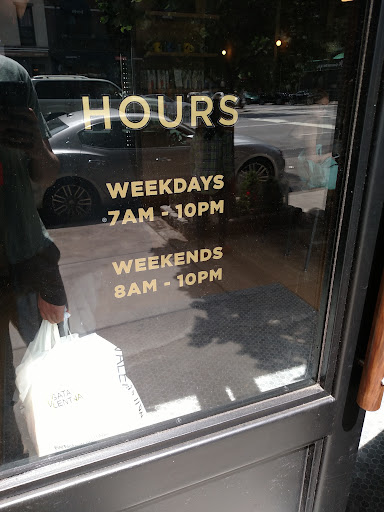 HOURS
WEEKDAYS
7AM - 10PM
WEEKENDS
8AM - 10PM